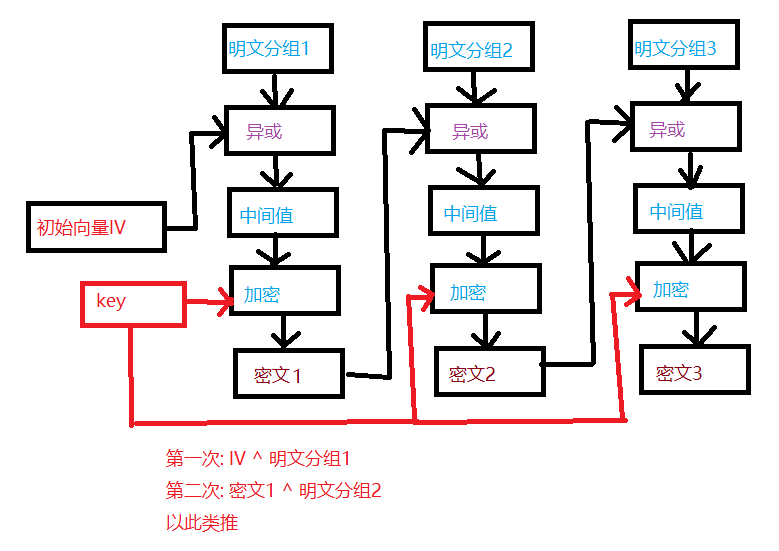 明文分组1
明文分组2
明文分组3
异或
异或
异或
初始向量IV
中间值
中间值
中间值
key
加密
加密
加密
密文1
密文2
密文3
第一次: IV ^ 明文分组1
第二次: 密文1 ^ 明文分组2
以此类推